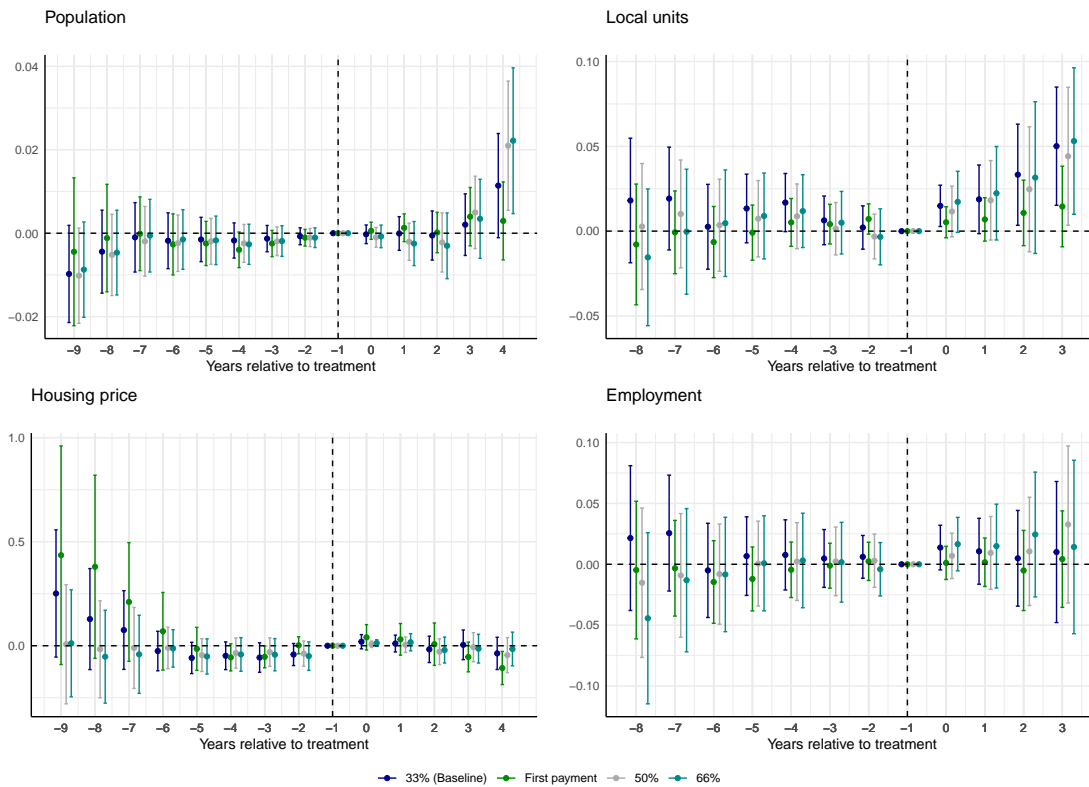 Population
0.04
0.02
0.00
−0.02
−9 −8 −7 −6 −5 −4 −3 −2 −1 0 1 2 3 4
Years relative to treatment
Local units
0.10
0.05
0.00
−0.05
−8 −7 −6 −5 −4 −3 −2 −1 0 1 2 3
Years relative to treatment
Housing price
1.0
0.5
0.0
−9 −8 −7 −6 −5 −4 −3 −2 −1 0 1 2 3 4
Years relative to treatment
Employment
0.10
0.05
0.00
−0.05
−0.10
−8 −7 −6 −5 −4 −3 −2 −1 0 1 2 3
Years relative to treatment
33% (Baseline) First payment 50% 66%